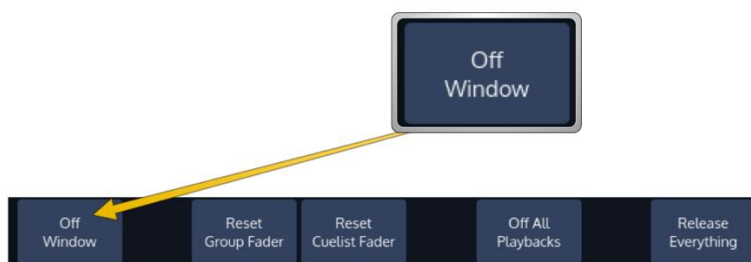 Off
Window
Off
Window
Reset
Group Fader
Reset
Cuelist Fader
Off All
Playbacks
Release
Everything